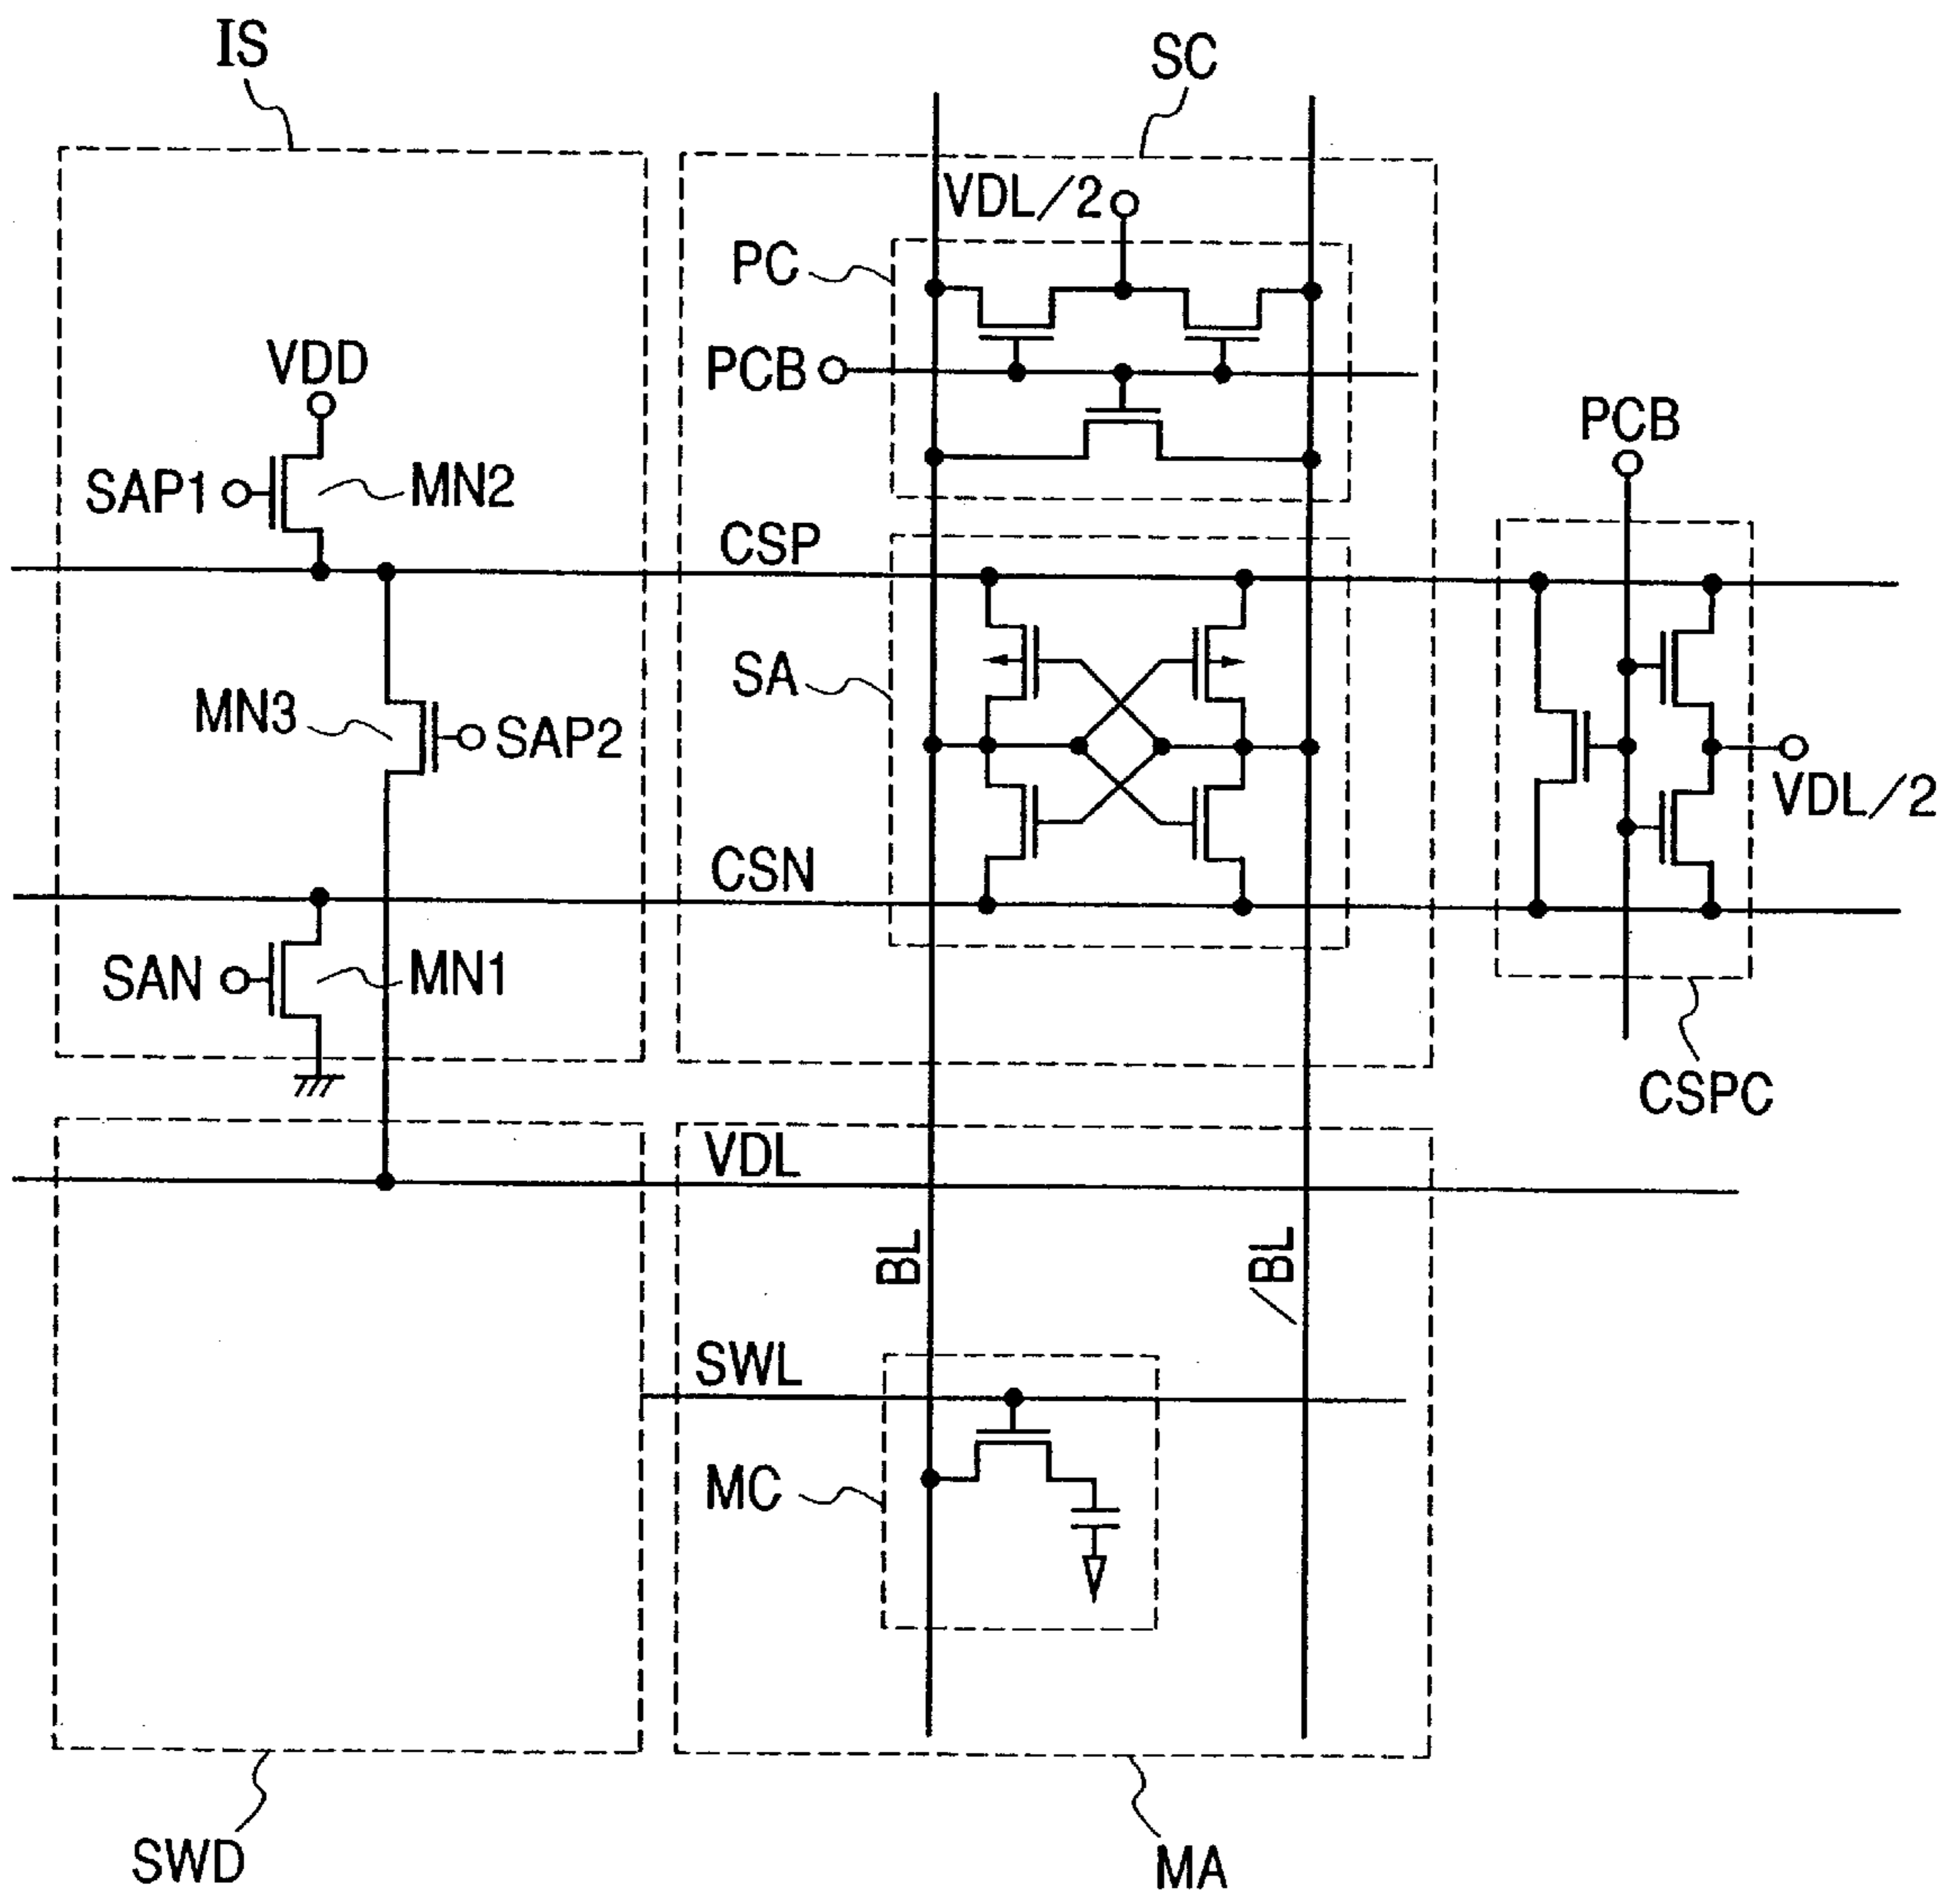 IS
SC
VDL/2
PC
VDD
PCB
PCB
SAP1
MN2
CSP
SA
MN3
SAP2
VDL/2
CSN
SAN
MN1
CSPC
VDL
BL
/BL
SWL
MC
SWD
MA